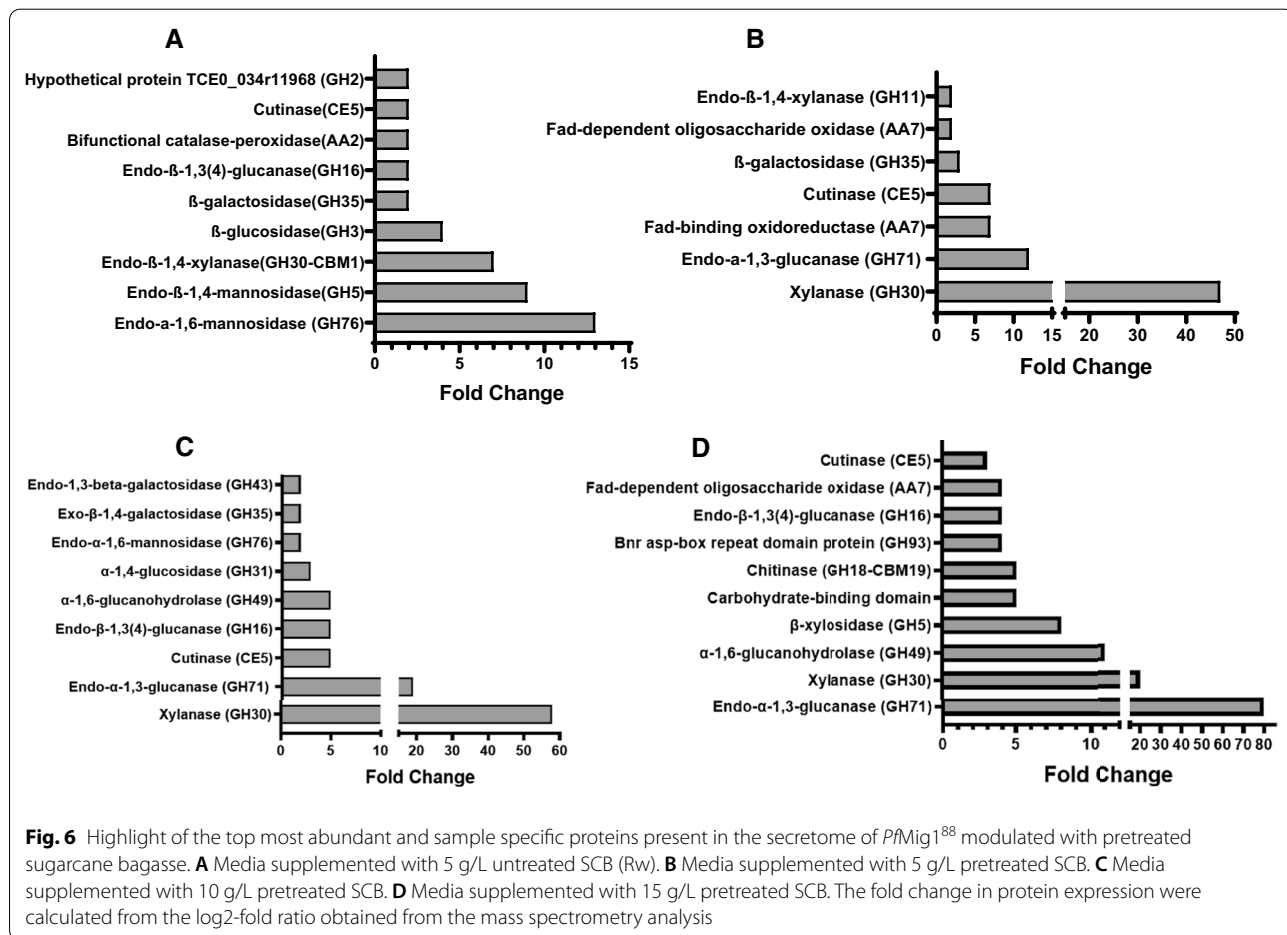 A
Hypothetical protein TCE0_034r11968 (GH2)
Cutinase(CE5)
Bifunctional catalase-peroxidase(AA2)
Endo-ß-1,3(4)-glucanase(GH16)
ß-galactosidase(GH35)
ß-glucosidase(GH3)
Endo-ß-1,4-xylanase(GH30-CBM1)
Endo-ß-1,4-mannosidase(GH5)
Endo-a-1,6-mannosidase (GH76)
0 5 10 15
Fold Change
B
Endo-ß-1,4-xylanase (GH11)
Fad-dependent oligosaccharide oxidase (AA7)
ß-galactosidase (GH35)
Cutinase (CE5)
Fad-binding oxidoreductase (AA7)
Endo-a-1,3-glucanase (GH71)
Xylanase (GH30)
0 5 10 15 20 30 40 50
Fold Change
C
Endo-1,3-beta-galactosidase (GH43)
Exo-β-1,4-galactosidase (GH35)
Endo-α-1,6-mannosidase (GH76)
α-1,4-glucosidase (GH31)
α-1,6-glucanohydrolase (GH49)
Endo-β-1,3(4)-glucanase (GH16)
Cutinase (CE5)
Endo-α-1,3-glucanase (GH71)
Xylanase (GH30)
0 5 10 20 30 40 50 60
Fold Change
D
Cutinase (CE5)
Fad-dependent oligosaccharide oxidase (AA7)
Endo-β-1,3(4)-glucanase (GH16)
Bnr asp-box repeat domain protein (GH93)
Chitinase (GH18-CBM19)
Carbohydrate-binding domain
β-xylosidase (GH5)
α-1,6-glucanohydrolase (GH49)
Xylanase (GH30)
Endo-α-1,3-glucanase (GH71)
0 5 10 20 30 40 50 60 70 80
Fold Change
Fig. 6 Highlight of the top most abundant and sample specific proteins present in the secretome of PfMig1⁸⁸ modulated with pretreated
sugarcane bagasse. A Media supplemented with 5 g/L untreated SCB (Rw). B Media supplemented with 5 g/L pretreated SCB. C Media
supplemented with 10 g/L pretreated SCB. D Media supplemented with 15 g/L pretreated SCB. The fold change in protein expression were
calculated from the log2-fold ratio obtained from the mass spectrometry analysis